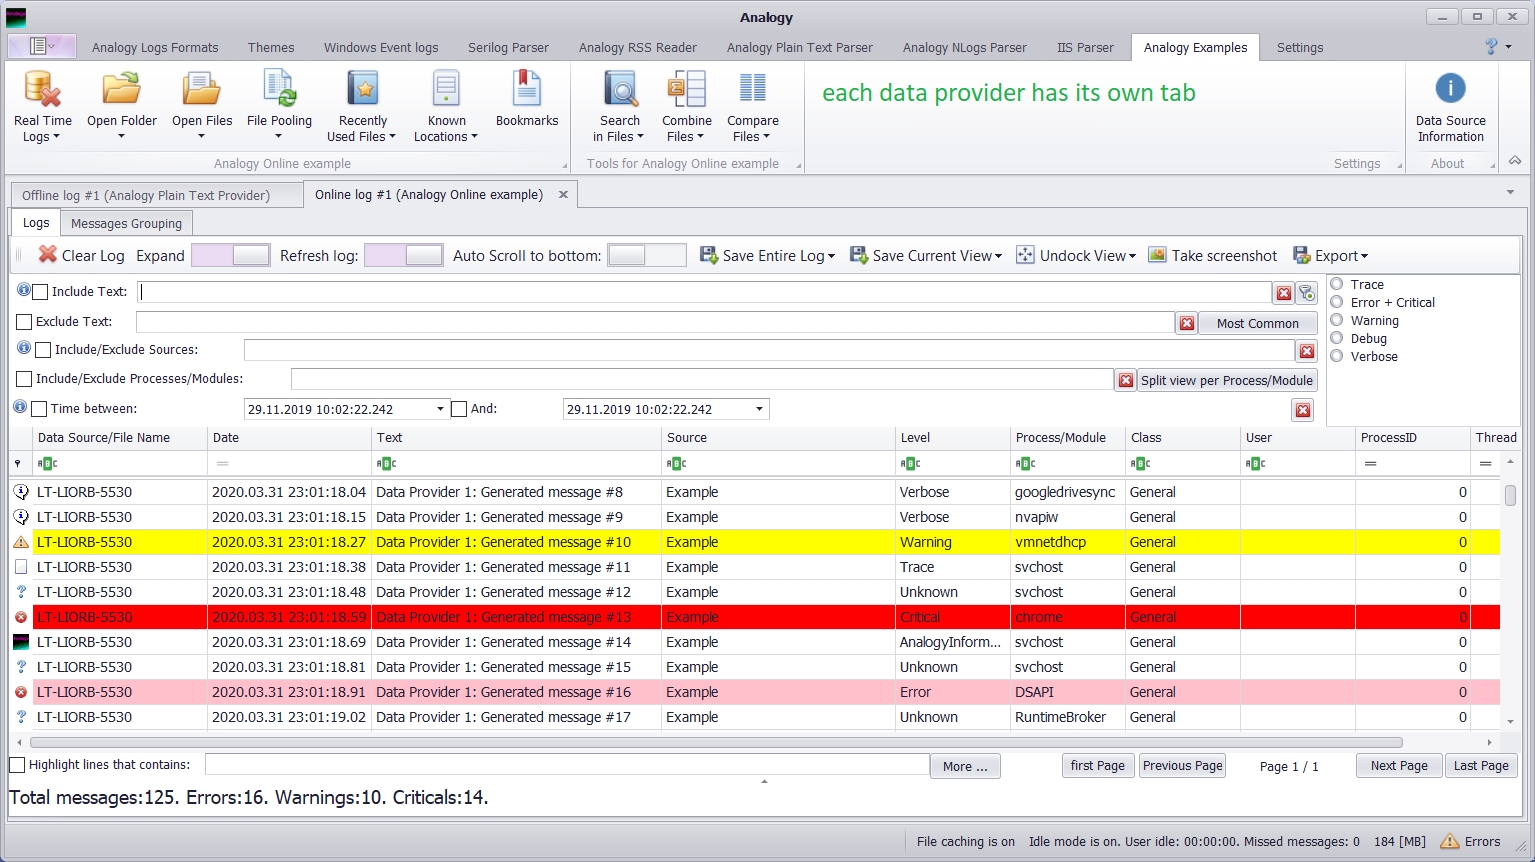 Analogy
Analogy Logs Formats Themes Windows Event logs Serilog Parser Analogy RSS Reader Analogy Plain Text Parser Analogy NLogs Parser IIS Parser Analogy Examples Settings
Real Time Logs Open Folder Open Files File Pooling Recently Used Files Known Locations Bookmarks Search in Files Combine Files Compare Files each data provider has its own tab Data Source Information
Analogy Online example Tools for Analogy Online example Settings About
Offline log #1 (Analogy Plain Text Provider) Online log #1 (Analogy Online example)
Logs Messages Grouping
Clear Log Expand Refresh log: Auto Scroll to bottom: Save Entire Log Save Current View Undock View Take screenshot Export
Include Text:
Exclude Text: Most Common
Include/Exclude Sources:
Include/Exclude Processes/Modules: Split view per Process/Module
Time between: 29.11.2019 10:02:22.242 And: 29.11.2019 10:02:22.242
Trace
Error + Critical
Warning
Debug
Verbose
Data Source/File Name Date Text Source Level Process/Module Class User ProcessID Thread
ABC = ABC ABC ABC ABC ABC ABC = =
LT-LIORB-5530 2020.03.31 23:01:18.04 Data Provider 1: Generated message #8 Example Verbose googledrivesync General 0
LT-LIORB-5530 2020.03.31 23:01:18.15 Data Provider 1: Generated message #9 Example Verbose nvapiw General 0
LT-LIORB-5530 2020.03.31 23:01:18.27 Data Provider 1: Generated message #10 Example Warning vmnetdhcp General 0
LT-LIORB-5530 2020.03.31 23:01:18.38 Data Provider 1: Generated message #11 Example Trace svchost General 0
LT-LIORB-5530 2020.03.31 23:01:18.48 Data Provider 1: Generated message #12 Example Unknown svchost General 0
LT-LIORB-5530 2020.03.31 23:01:18.59 Data Provider 1: Generated message #13 Example Critical chrome General 0
LT-LIORB-5530 2020.03.31 23:01:18.69 Data Provider 1: Generated message #14 Example AnalogyInform... svchost General 0
LT-LIORB-5530 2020.03.31 23:01:18.81 Data Provider 1: Generated message #15 Example Unknown svchost General 0
LT-LIORB-5530 2020.03.31 23:01:18.91 Data Provider 1: Generated message #16 Example Error DSAPI General 0
LT-LIORB-5530 2020.03.31 23:01:19.02 Data Provider 1: Generated message #17 Example Unknown RuntimeBroker General 0
Highlight lines that contains: More ... first Page Previous Page Page 1 / 1 Next Page Last Page
Total messages:125. Errors:16. Warnings:10. Criticals:14.
File caching is on Idle mode is on. User idle: 00:00:00. Missed messages: 0 184 [MB] Errors